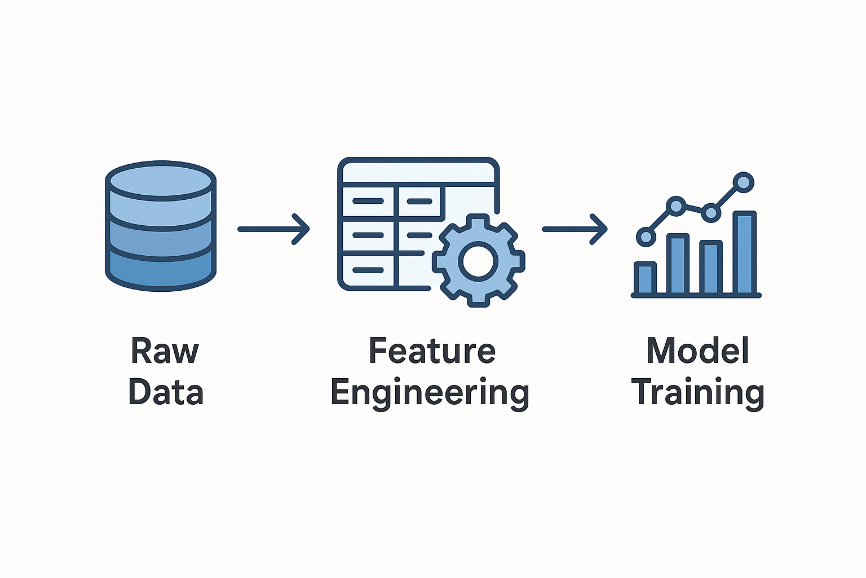 Raw
Data
Feature
Engineering
Model
Training